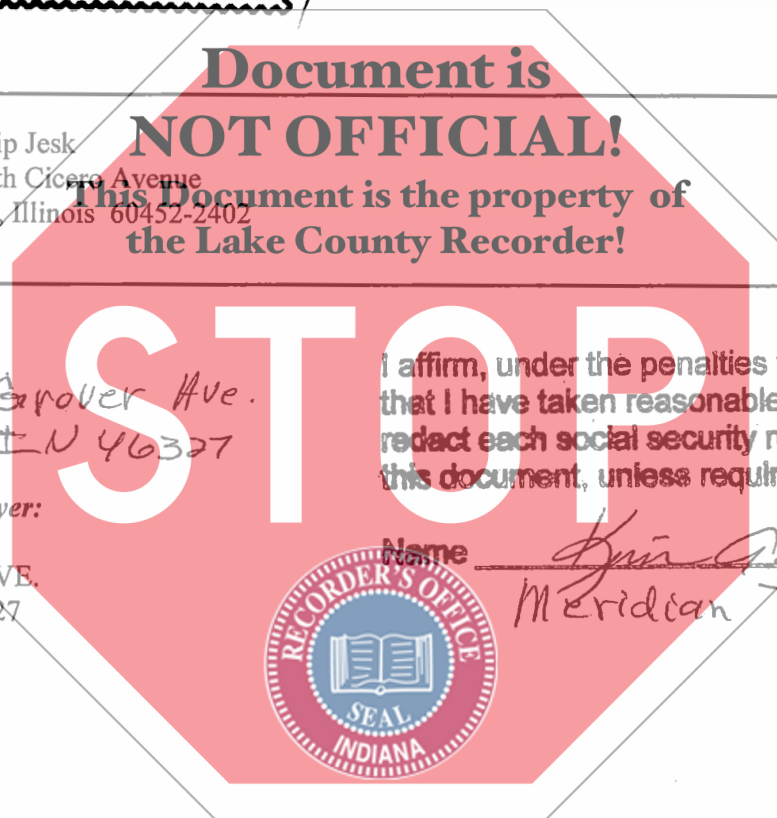 Document is
NOT OFFICIAL!
This Document is the property of
the Lake County Recorder!
ip Jesk
th Cicero Avenue
, Illinois 60452-2402
STOP
I affirm, under the penalties
that I have taken reasonable
redact each social security
this document, unless requir
Ave.
IN 46327
yer:
Name
Meridian
VE.
27
RECORDER'S OFFICE
SEAL
INDIANA